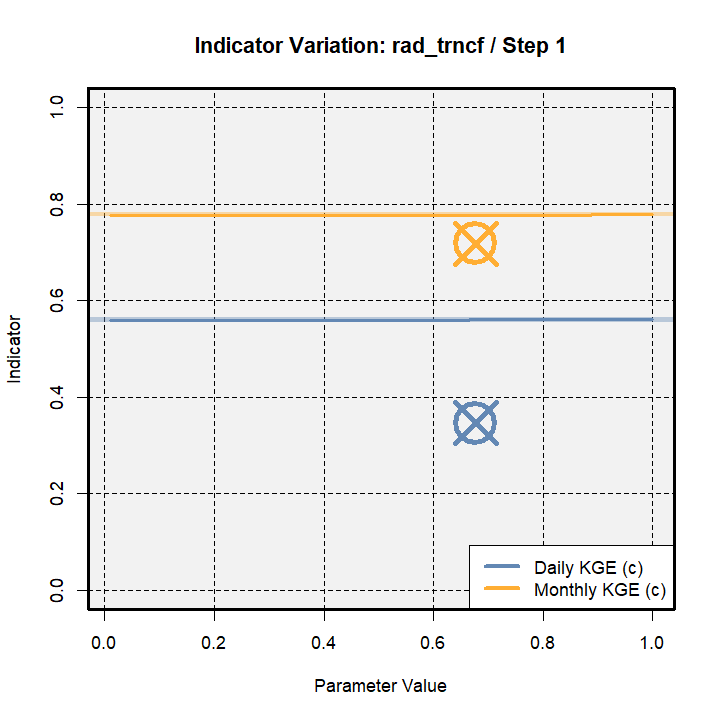 Indicator Variation: rad_trncf / Step 1
1.0
0.8
0.6
0.4
0.2
0.0
Indicator
Daily KGE (c)
Monthly KGE (c)
0.0 0.2 0.4 0.6 0.8 1.0
Parameter Value